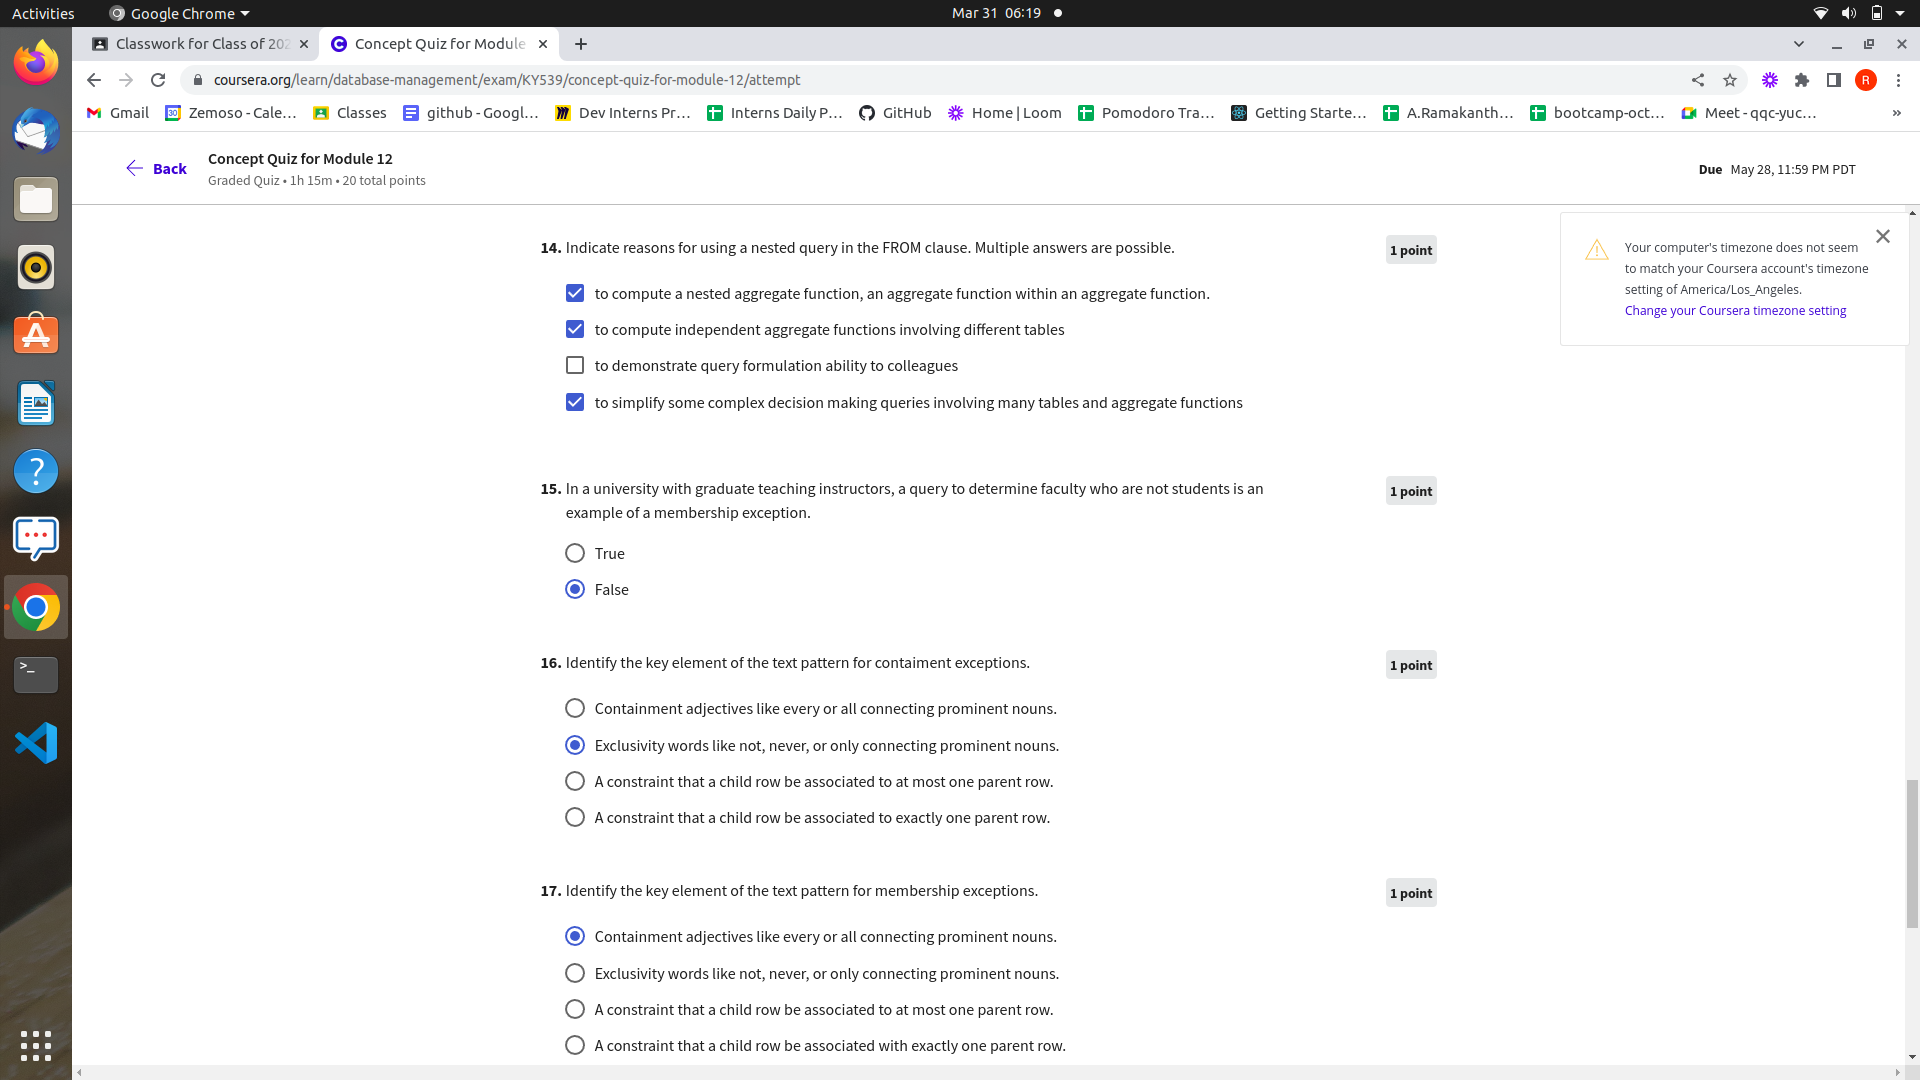 Activities
Google Chrome
Mar 31 06:19
Classwork for Class of 202
Concept Quiz for Module
coursera.org/learn/database-management/exam/KY539/concept-quiz-for-module-12/attempt
R
Gmail
Zemoso - Cale...
Classes
github - Googl...
Dev Interns Pr...
Interns Daily P...
GitHub
Home | Loom
Pomodoro Tra...
Getting Starte...
A.Ramakanth...
bootcamp-oct...
Meet - qqc-yuc...
»
Back
Concept Quiz for Module 12
Graded Quiz • 1h 15m • 20 total points
Due May 28, 11:59 PM PDT
Your computer's timezone does not seem
to match your Coursera account's timezone
setting of America/Los_Angeles.
Change your Coursera timezone setting
14. Indicate reasons for using a nested query in the FROM clause. Multiple answers are possible.
1 point
to compute a nested aggregate function, an aggregate function within an aggregate function.
to compute independent aggregate functions involving different tables
to demonstrate query formulation ability to colleagues
to simplify some complex decision making queries involving many tables and aggregate functions
15. In a university with graduate teaching instructors, a query to determine faculty who are not students is an
example of a membership exception.
1 point
True
False
16. Identify the key element of the text pattern for contaiment exceptions.
1 point
Containment adjectives like every or all connecting prominent nouns.
Exclusivity words like not, never, or only connecting prominent nouns.
A constraint that a child row be associated to at most one parent row.
A constraint that a child row be associated to exactly one parent row.
17. Identify the key element of the text pattern for membership exceptions.
1 point
Containment adjectives like every or all connecting prominent nouns.
Exclusivity words like not, never, or only connecting prominent nouns.
A constraint that a child row be associated to at most one parent row.
A constraint that a child row be associated with exactly one parent row.